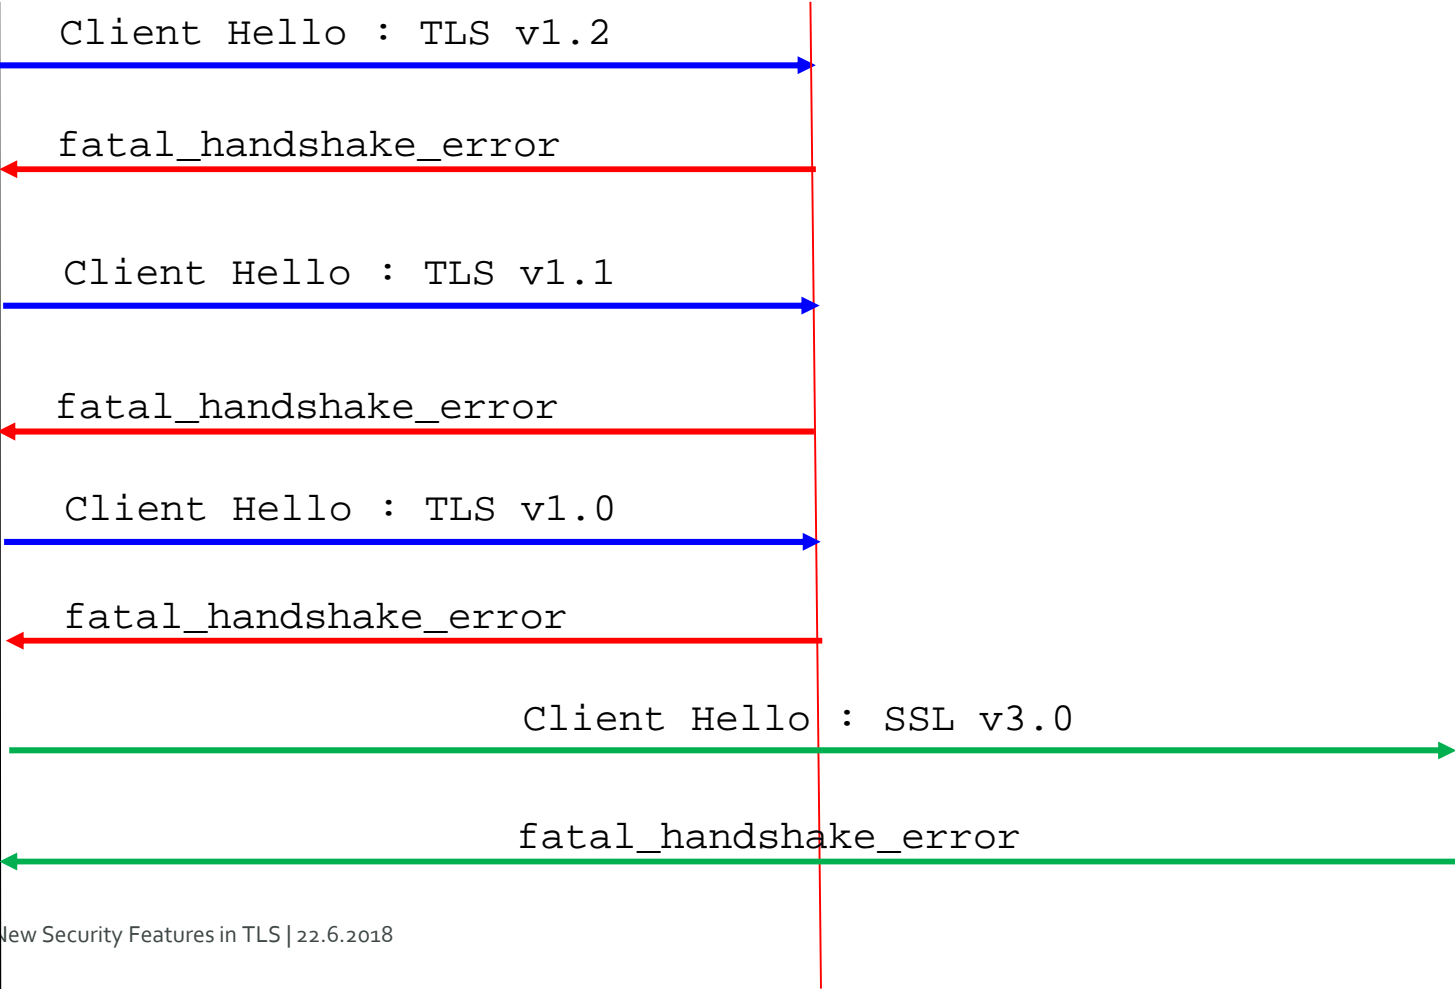 Client Hello : TLS v1.2
fatal_handshake_error
Client Hello : TLS v1.1
fatal_handshake_error
Client Hello : TLS v1.0
fatal_handshake_error
Client Hello : SSL v3.0
fatal_handshake_error
New Security Features in TLS | 22.6.2018